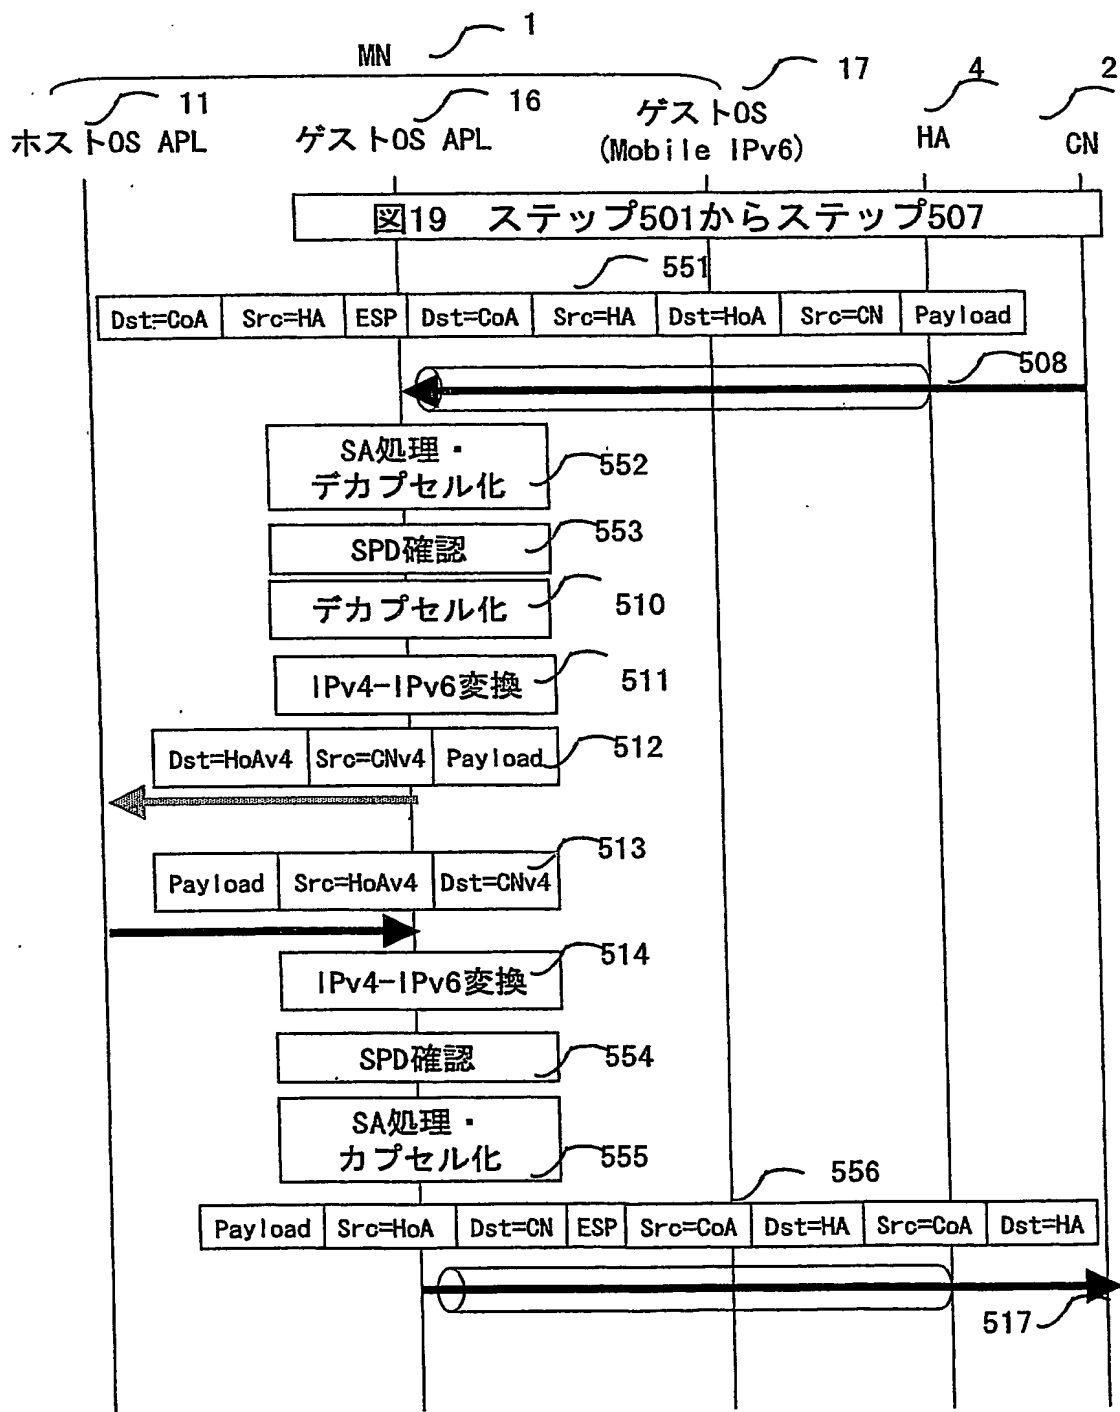 MN
1
ホストOS APL
11
ゲストOS APL
16
ゲストOS
(Mobile IPv6)
17
HA
4
CN
2
図19 ステップ501からステップ507
551
Dst=CoA Src=HA ESP Dst=CoA Src=HA Dst=HoA Src=CN Payload
508
SA処理・
デカプセル化
552
SPD確認
553
デカプセル化
510
IPv4-IPv6変換
511
Dst=HoAv4 Src=CNv4 Payload
512
513
Payload Src=HoAv4 Dst=CNv4
IPv4-IPv6変換
514
SPD確認
554
SA処理・
カプセル化
555
556
Payload Src=HoA Dst=CN ESP Src=CoA Dst=HA Src=CoA Dst=HA
517